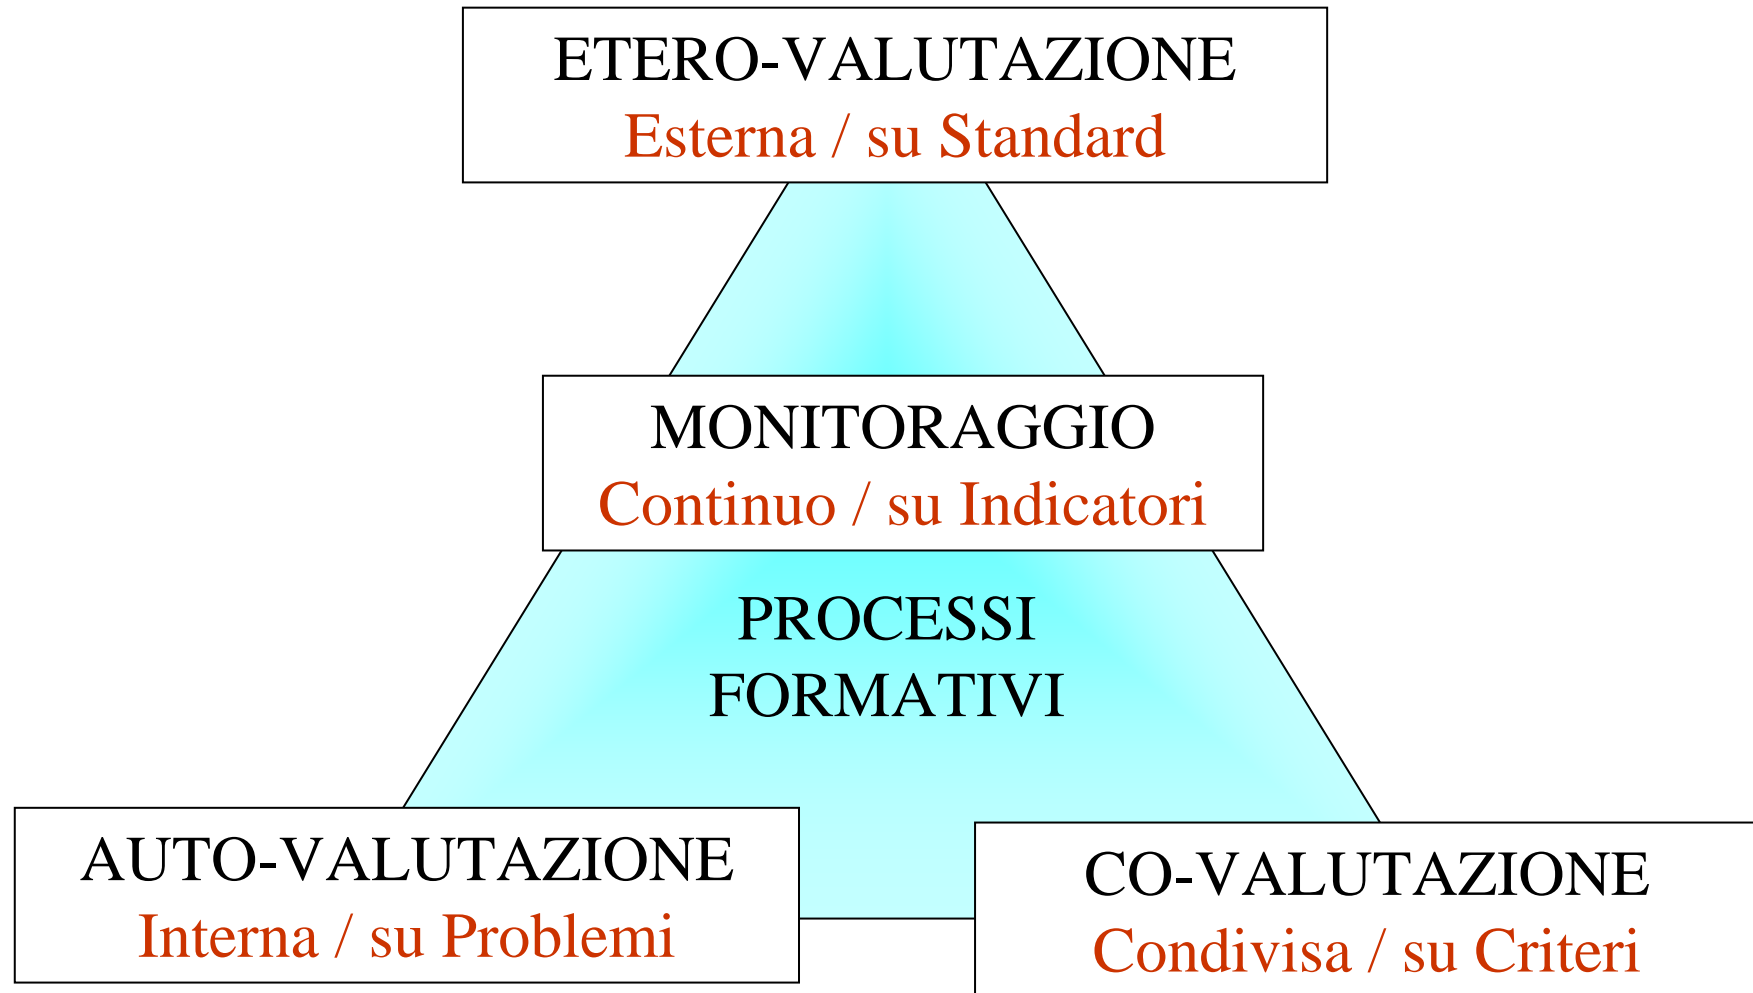 ETERO-VALUTAZIONE
Esterna / su Standard
MONITORAGGIO
Continuo / su Indicatori
PROCESSI
FORMATIVI
AUTO-VALUTAZIONE
Interna / su Problemi
CO-VALUTAZIONE
Condivisa / su Criteri